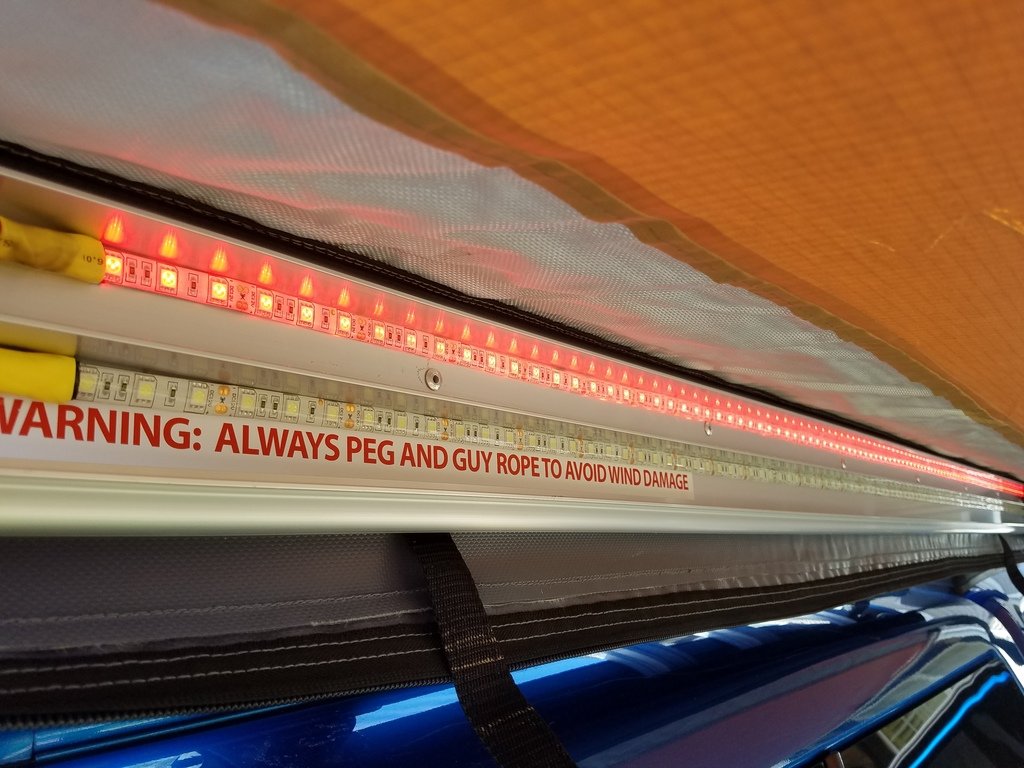 WARNING: ALWAYS PEG AND GUY ROPE TO AVOID WIND DAMAGE